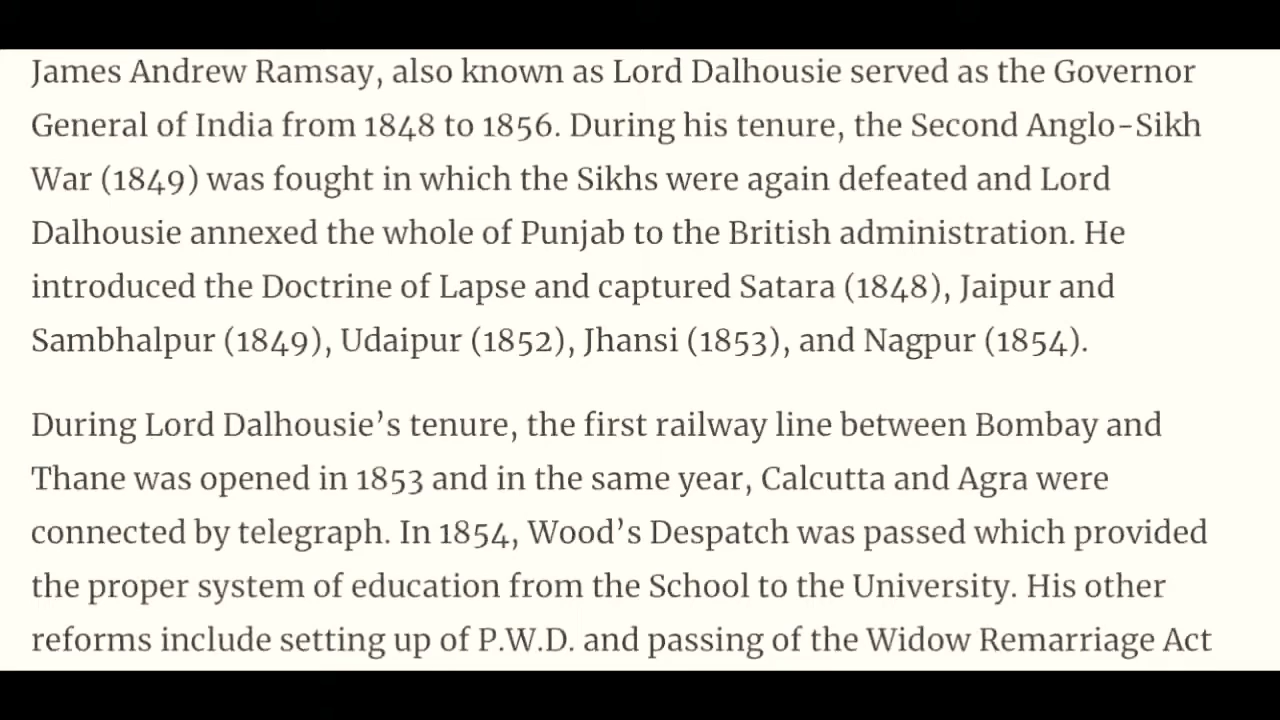 James Andrew Ramsay, also known as Lord Dalhousie served as the Governor
General of India from 1848 to 1856. During his tenure, the Second Anglo-Sikh
War (1849) was fought in which the Sikhs were again defeated and Lord
Dalhousie annexed the whole of Punjab to the British administration. He
introduced the Doctrine of Lapse and captured Satara (1848), Jaipur and
Sambhalpur (1849), Udaipur (1852), Jhansi (1853), and Nagpur (1854).
During Lord Dalhousie’s tenure, the first railway line between Bombay and
Thane was opened in 1853 and in the same year, Calcutta and Agra were
connected by telegraph. In 1854, Wood’s Despatch was passed which provided
the proper system of education from the School to the University. His other
reforms include setting up of P.W.D. and passing of the Widow Remarriage Act